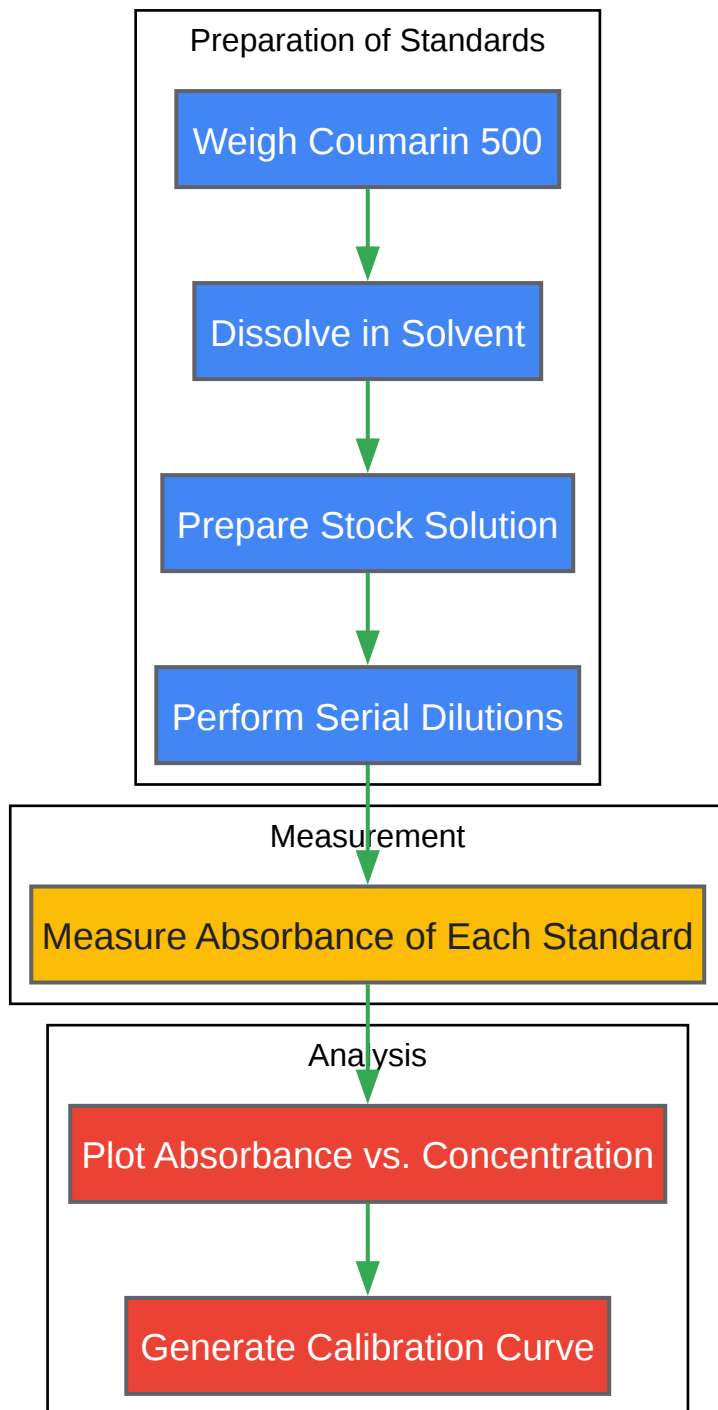 Preparation of Standards
Weigh Coumarin 500
Dissolve in Solvent
Prepare Stock Solution
Perform Serial Dilutions
Measurement
Measure Absorbance of Each Standard
Analysis
Plot Absorbance vs. Concentration
Generate Calibration Curve